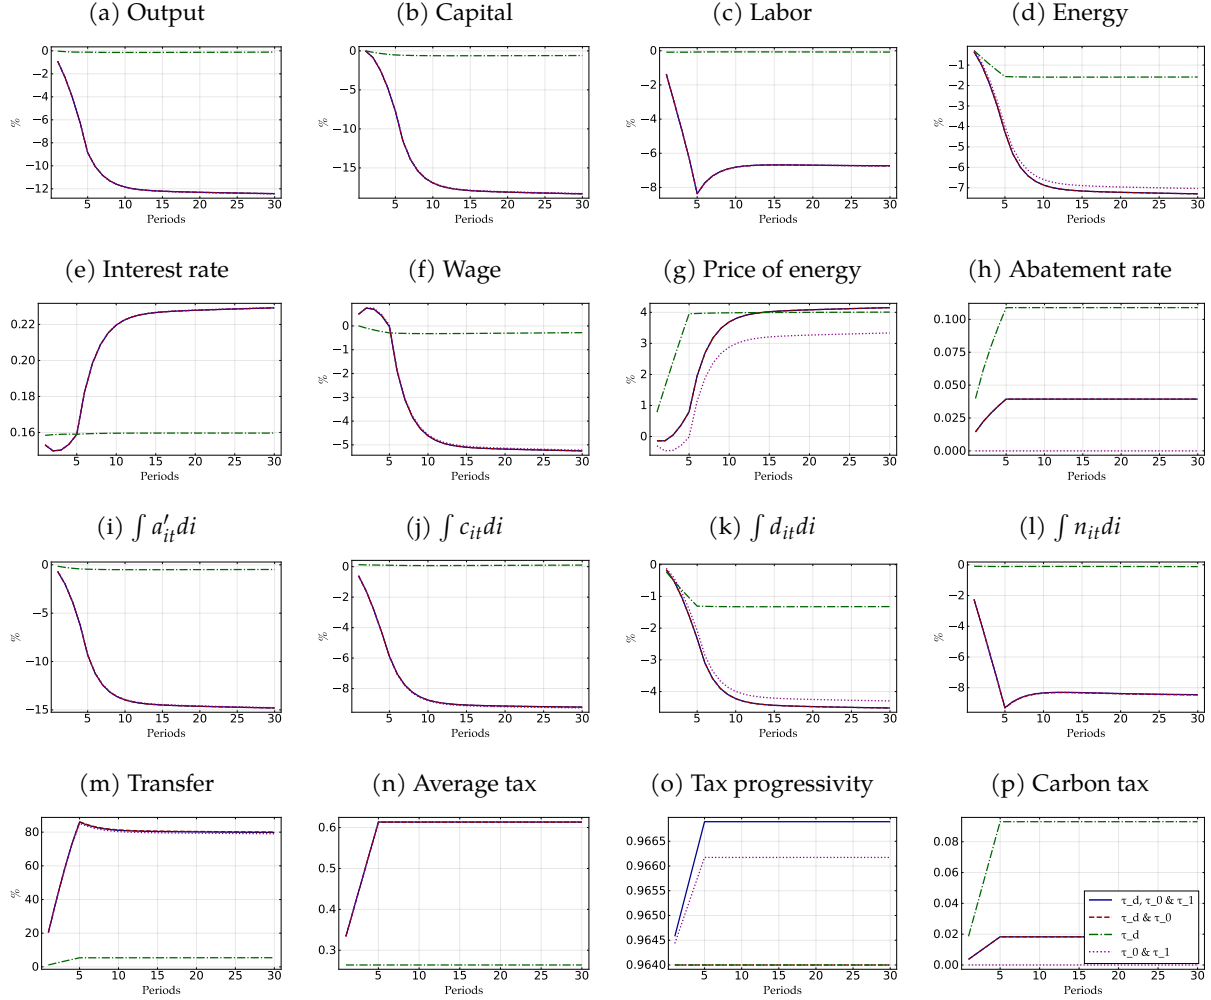 (a) Output
(b) Capital
(c) Labor
(d) Energy
0
−2
−4
−6
−8
−10
−12
%
5 10 15 20 25 30
Periods
0
−5
−10
−15
%
5 10 15 20 25 30
Periods
0
−2
−4
−6
−8
%
5 10 15 20 25 30
Periods
−1
−2
−3
−4
−5
−6
−7
%
5 10 15 20 25 30
Periods
(e) Interest rate
(f) Wage
(g) Price of energy
(h) Abatement rate
0.22
0.20
0.18
0.16
5 10 15 20 25 30
Periods
0
−1
−2
−3
−4
−5
%
5 10 15 20 25 30
Periods
4
3
2
1
0
%
5 10 15 20 25 30
Periods
0.100
0.075
0.050
0.025
0.000
5 10 15 20 25 30
Periods
(i) ∫ a′_{it}di
(j) ∫ c_{it}di
(k) ∫ d_{it}di
(l) ∫ n_{it}di
0
−5
−10
−15
%
5 10 15 20 25 30
Periods
0
−2
−4
−6
−8
%
5 10 15 20 25 30
Periods
0
−1
−2
−3
−4
%
5 10 15 20 25 30
Periods
0
−2
−4
−6
−8
%
5 10 15 20 25 30
Periods
(m) Transfer
(n) Average tax
(o) Tax progressivity
(p) Carbon tax
80
60
40
20
0
%
5 10 15 20 25 30
Periods
0.6
0.5
0.4
0.3
5 10 15 20 25 30
Periods
0.9665
0.9660
0.9655
0.9650
0.9645
0.9640
5 10 15 20 25 30
Periods
0.08
0.06
0.04
0.02
0.00
τ_d, τ_0 & τ_1
τ_d & τ_0
τ_d
τ_0 & τ_1
5 10 15 20 25 30
Periods